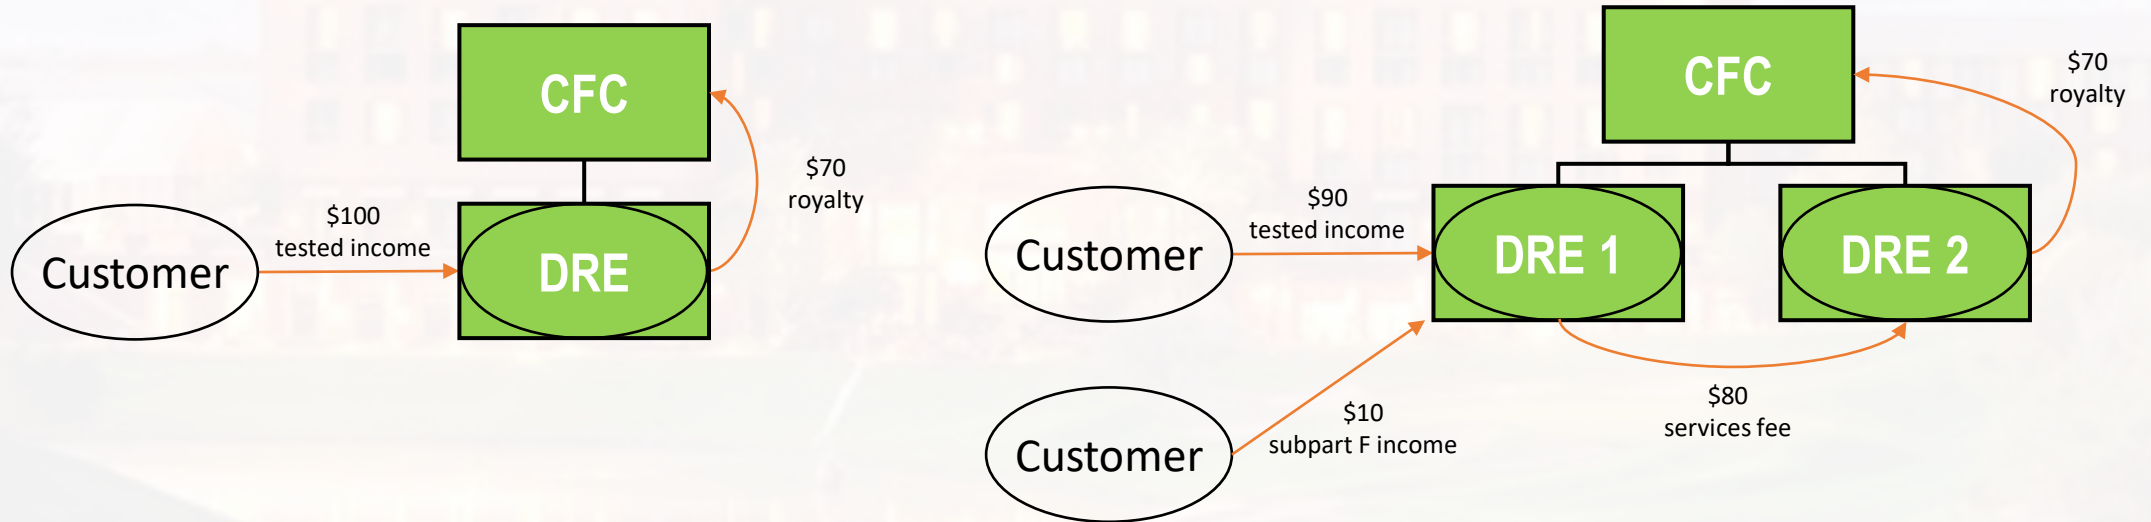 CFC
$70
royalty
$100
tested income
Customer
DRE
CFC
$70
royalty
$90
tested income
Customer
DRE 1
DRE 2
$80
services fee
$10
subpart F income
Customer